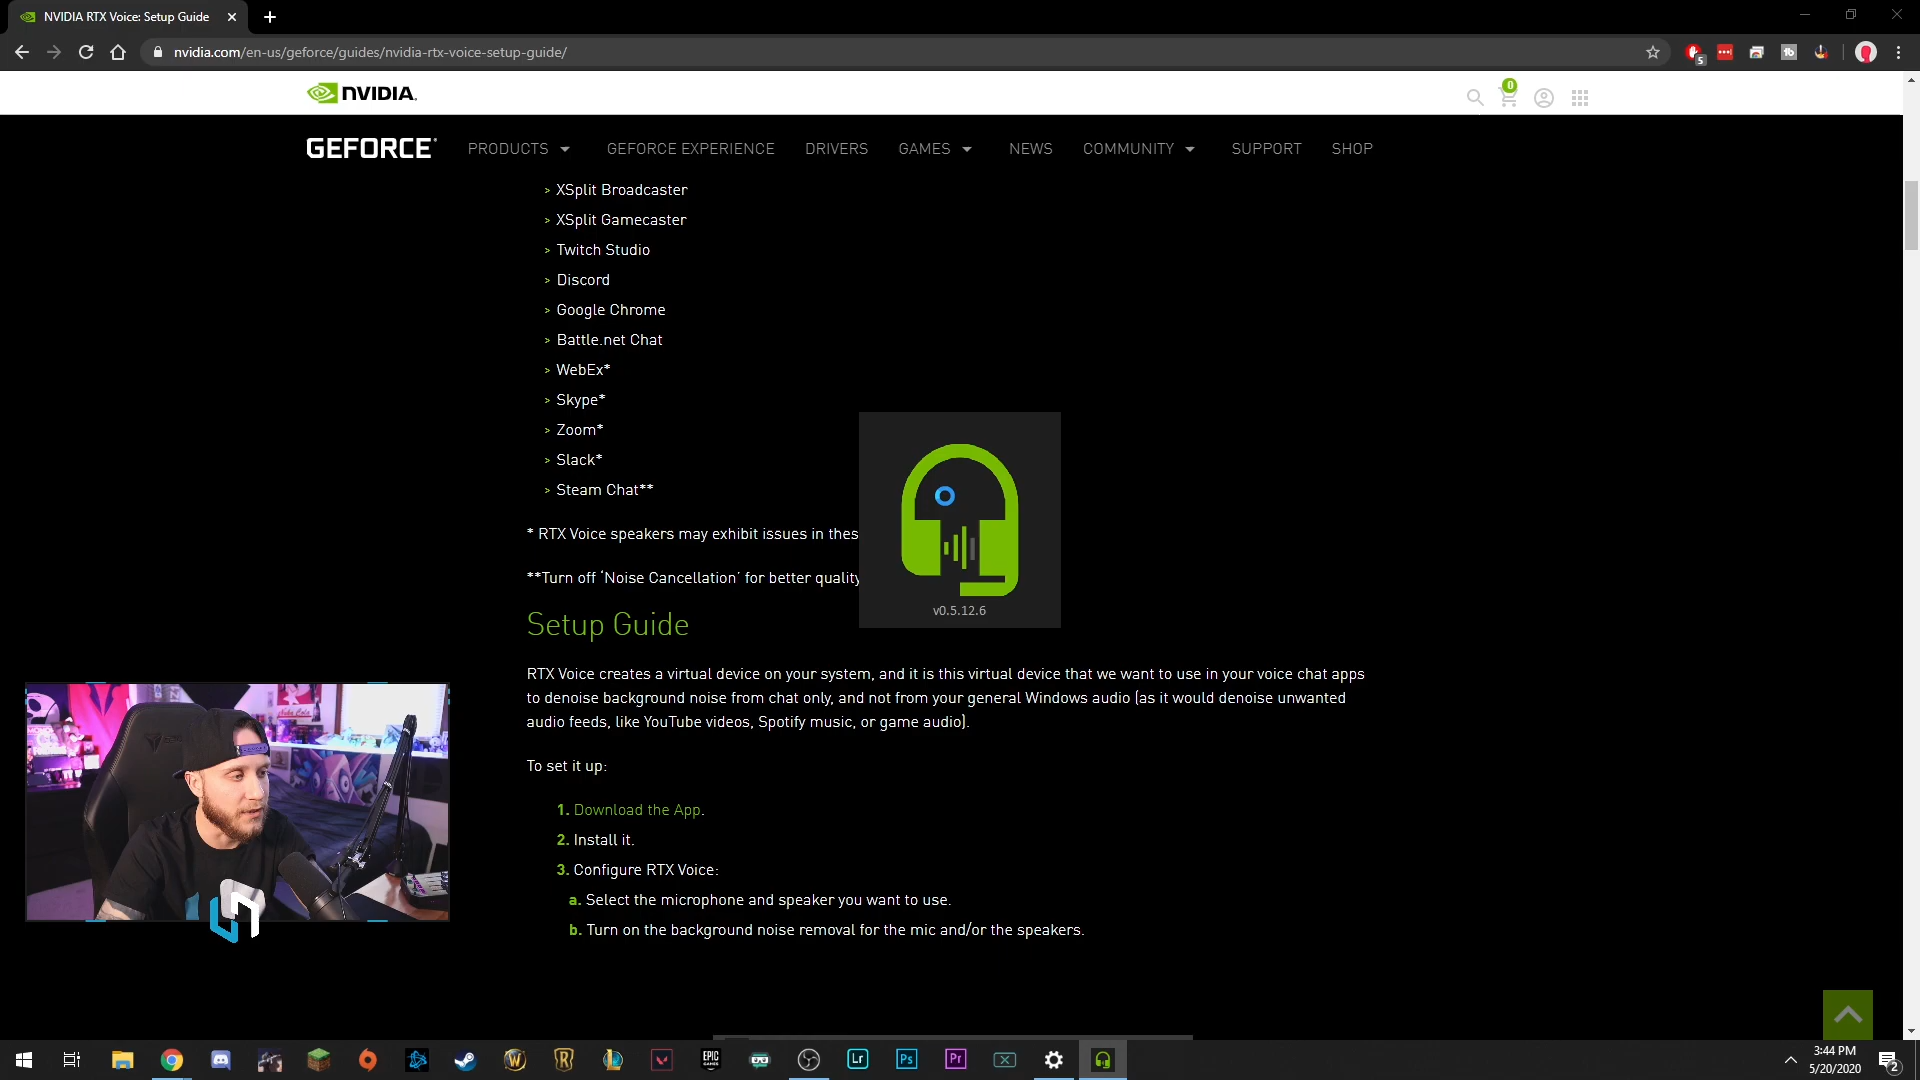 NVIDIA RTX Voice: Setup Guide
nvidia.com/en-us/geforce/guides/nvidia-rtx-voice-setup-guide/
5
NVIDIA.
0
GEFORCE
PRODUCTS
GEFORCE EXPERIENCE
DRIVERS
GAMES
NEWS
COMMUNITY
SUPPORT
SHOP
> XSplit Broadcaster
> XSplit Gamecaster
> Twitch Studio
> Discord
> Google Chrome
> Battle.net Chat
> WebEx*
> Skype*
> Zoom*
> Slack*
> Steam Chat**
* RTX Voice speakers may exhibit issues in thes
**Turn off ‘Noise Cancellation’ for better quality
v0.5.12.6
Setup Guide
RTX Voice creates a virtual device on your system, and it is this virtual device that we want to use in your voice chat apps
to denoise background noise from chat only, and not from your general Windows audio (as it would denoise unwanted
audio feeds, like YouTube videos, Spotify music, or game audio).
To set it up:
1. Download the App.
2. Install it.
3. Configure RTX Voice:
a. Select the microphone and speaker you want to use.
b. Turn on the background noise removal for the mic and/or the speakers.
EPIC
GAMES
Lr
Ps
Pr
3:44 PM
5/20/2020
2